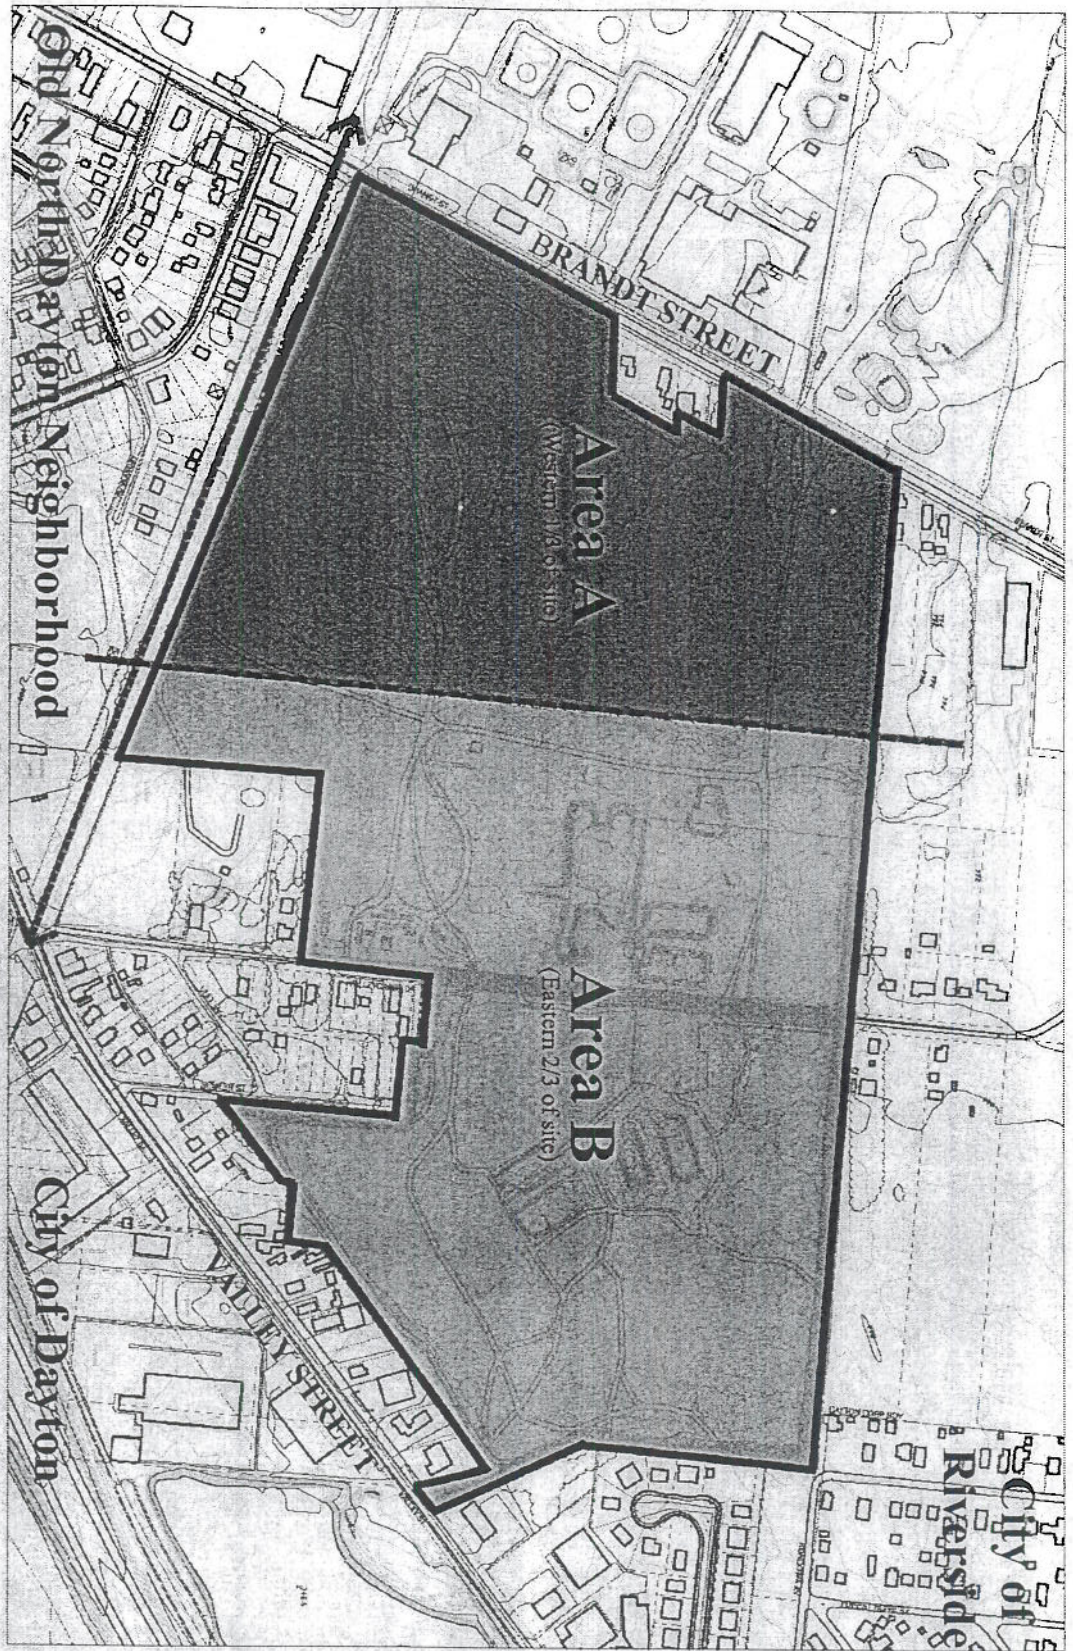 BRANDT STREET
City of
Riverside
Area A
(Western 1/3 of site)
Area B
(Eastern 2/3 of site)
Old North Dayton Neighborhood
VALLEY STREET
City of Dayton